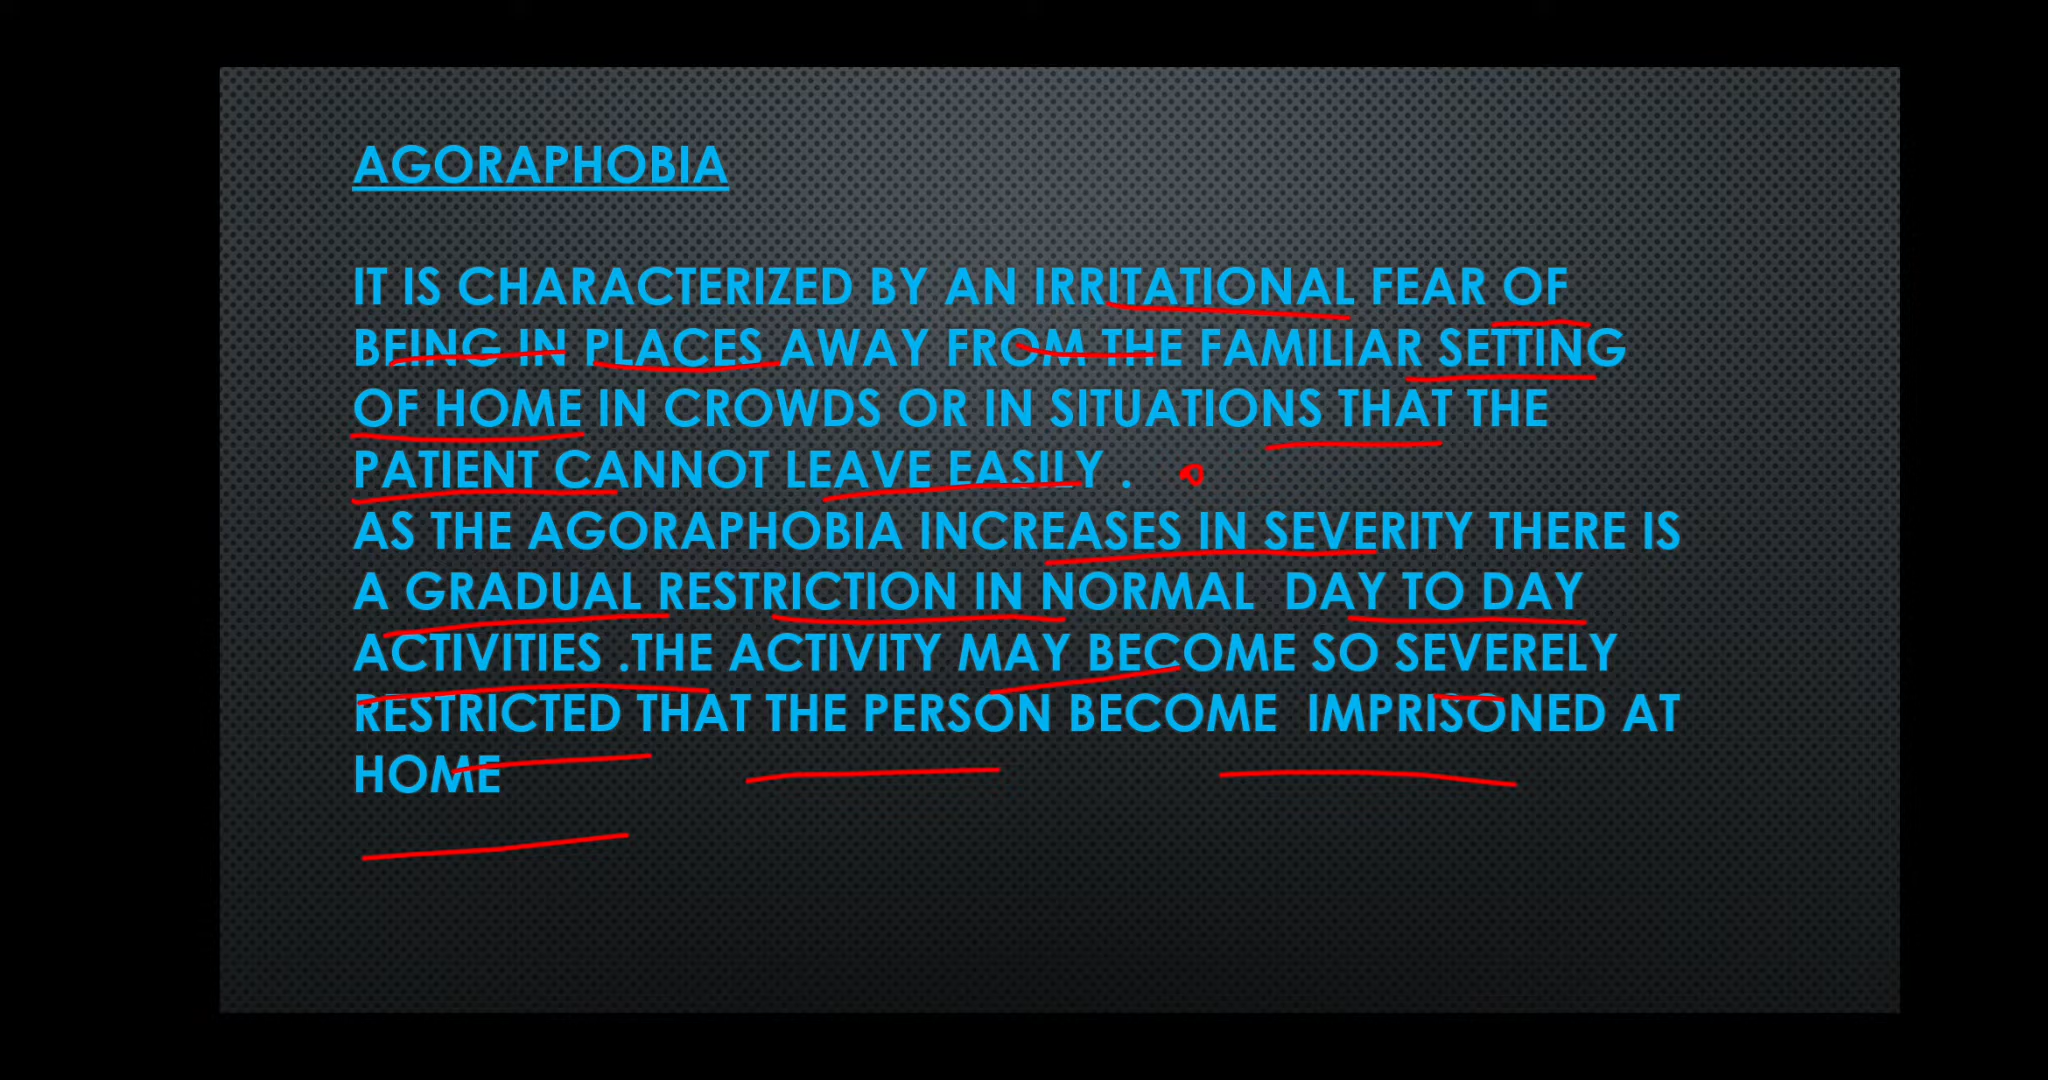 AGORAPHOBIA
IT IS CHARACTERIZED BY AN IRRITATIONAL FEAR OF
BEING IN PLACES AWAY FROM THE FAMILIAR SETTING
OF HOME IN CROWDS OR IN SITUATIONS THAT THE
PATIENT CANNOT LEAVE EASILY .
AS THE AGORAPHOBIA INCREASES IN SEVERITY THERE IS
A GRADUAL RESTRICTION IN NORMAL  DAY TO DAY
ACTIVITIES .THE ACTIVITY MAY BECOME SO SEVERELY
RESTRICTED THAT THE PERSON BECOME  IMPRISONED AT
HOME